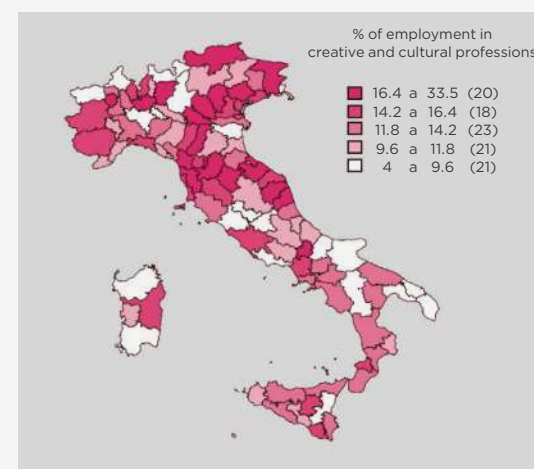 % of employment in
creative and cultural professions
16.4 a 33.5 (20)
14.2 a 16.4 (18)
11.8 a 14.2 (23)
9.6 a 11.8 (21)
4 a 9.6 (21)